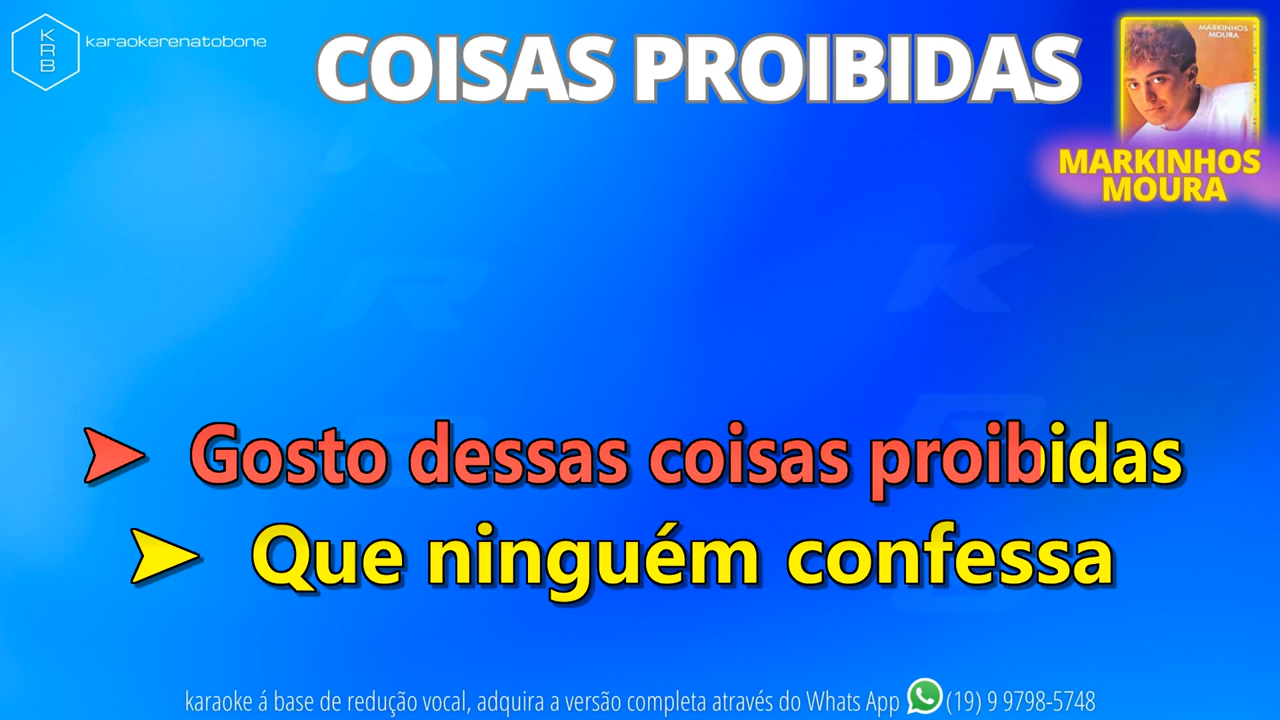 KRB
karaokerenatobone
COISAS PROIBIDAS
MARKINHOS
MOURA
MARKINHOS
MOURA
K
R
K
B
➤ Gosto dessas coisas proibidas
➤ Que ninguém confessa
karaoke á base de redução vocal, adquira a versão completa através do Whats App (19) 9 9798-5748